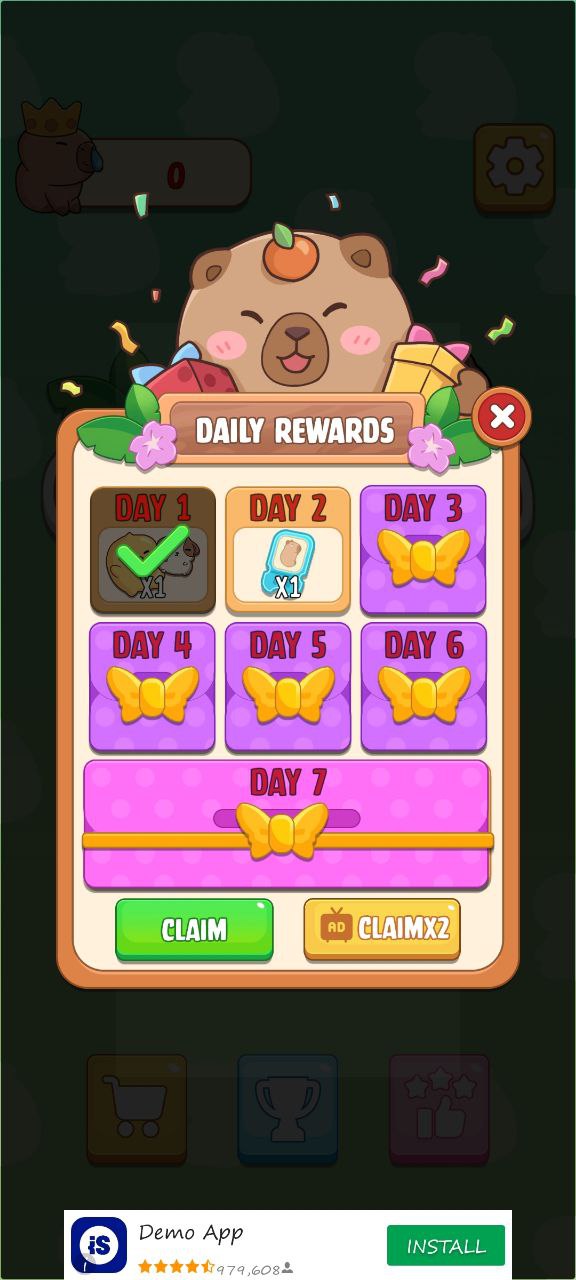 0
DAILY REWARDS
DAY 1
X1
DAY 2
X1
DAY 3
DAY 4
DAY 5
DAY 6
DAY 7
CLAIM
AD CLAIMX2
iS
Demo App
979,608
INSTALL